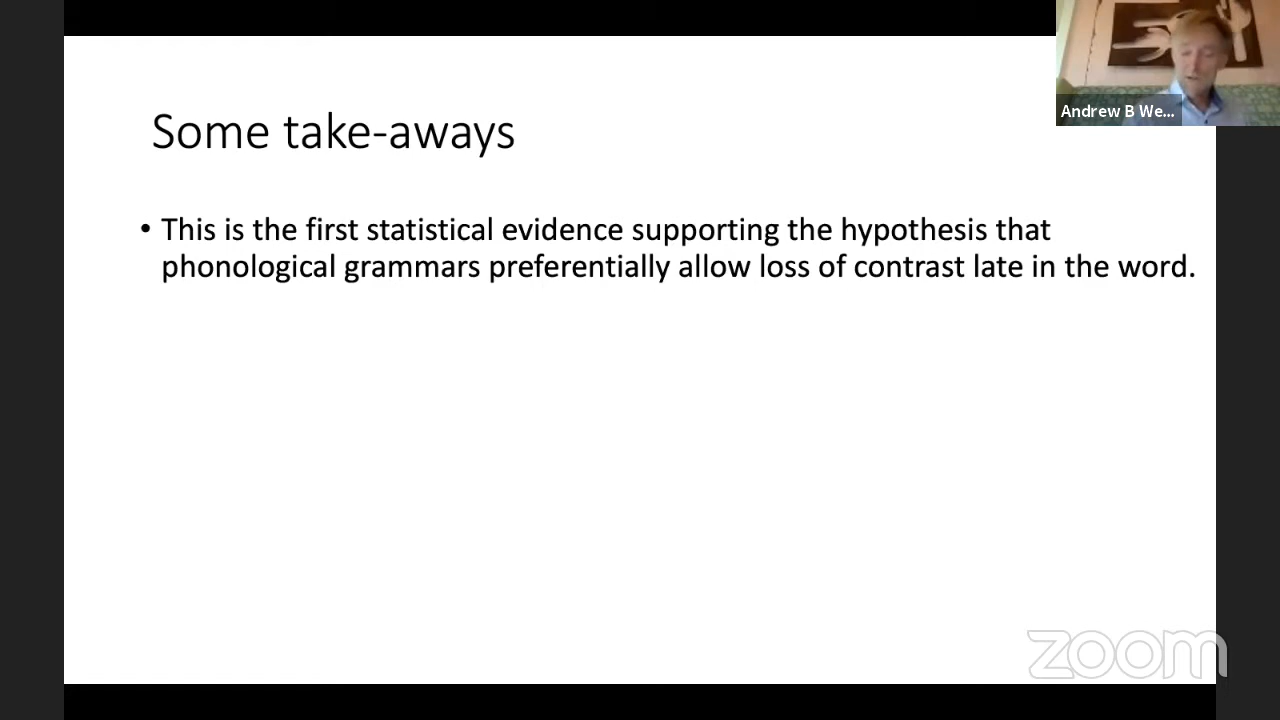 Some take-aways
• This is the first statistical evidence supporting the hypothesis that
phonological grammars preferentially allow loss of contrast late in the word.
Andrew B We...
zoom